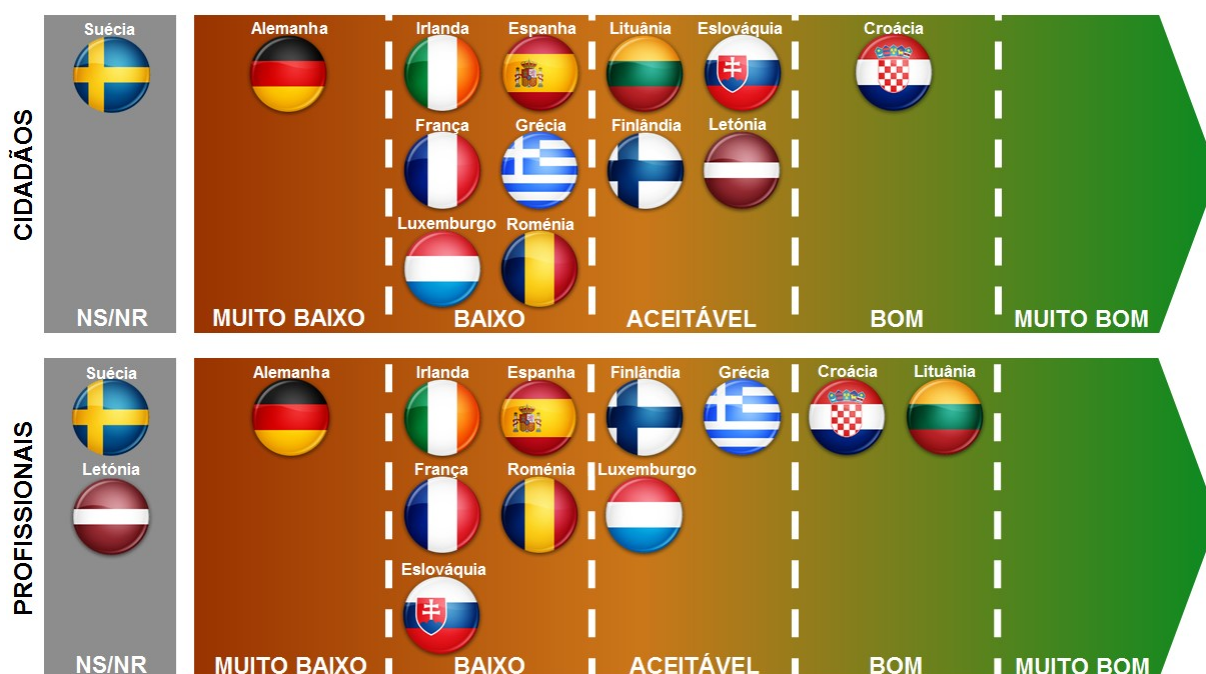 CIDADÃOS
Suécia Alemanha Irlanda Espanha Lituânia Eslováquia Croácia
França Grécia Finlândia Letónia
Luxemburgo Roménia
NS/NR MUITO BAIXO BAIXO ACEITÁVEL BOM MUITO BOM
PROFISSIONAIS
Suécia Alemanha Irlanda Espanha Finlândia Grécia Croácia Lituânia
Letónia França Roménia Luxemburgo
Eslováquia
NS/NR MUITO BAIXO BAIXO ACEITÁVEL BOM MUITO BOM